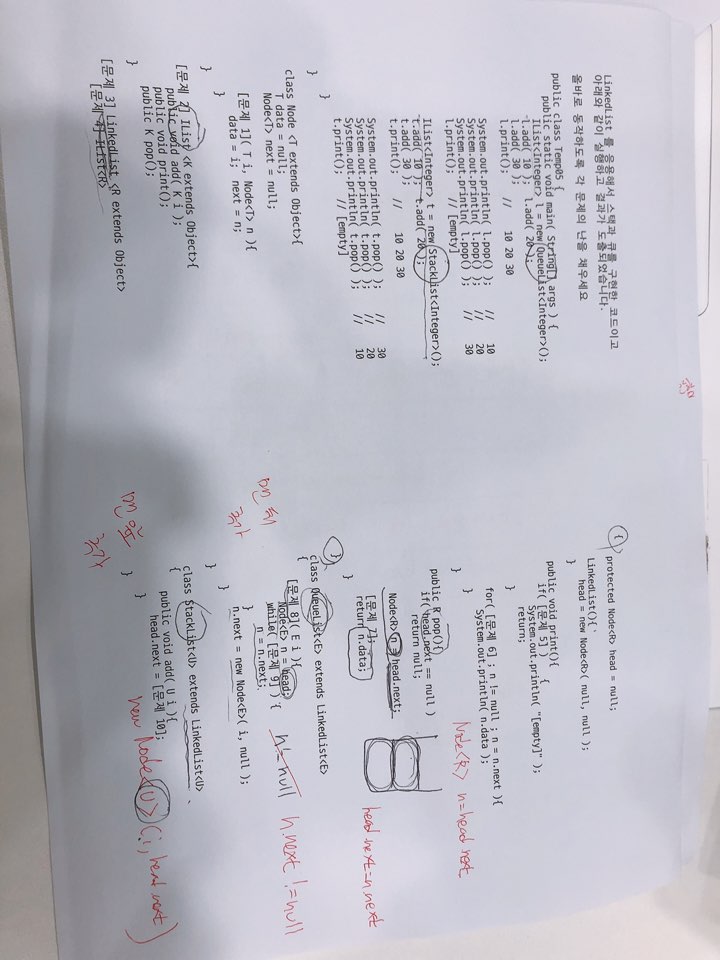 LinkedList 를 응용해서 스택과 큐를 구현한 코드이고
아래와 같이 실행하고 결과가 도출되었습니다.
올바로 동작하도록 각 문제의 난을 채우세요
public class Temp05 {
public static void main( String[] args ) {
IList<Integer> l = new QueueList<Integer>();
l.add( 10 ); l.add( 20 );
l.add( 30 );
l.print(); // 10 20 30
System.out.println( l.pop() ); // 10
System.out.println( l.pop() ); // 20
System.out.println( l.pop() ); // 30
l.print(); // [empty]
IList<Integer> t = new StackList<Integer>();
t.add( 10 ); t.add( 20 );
t.add( 30 );
t.print(); // 10 20 30
System.out.println( t.pop() ); // 30
System.out.println( t.pop() ); // 20
System.out.println( t.pop() ); // 10
t.print(); // [empty]
}
}
class Node <T extends Object>{
T data = null;
Node<T> next = null;
[문제 1]( T i, Node<T> n ){
data = i; next = n;
}
}
[문제 2] IList <K extends Object>{
public void add( K i );
public void print();
public K pop();
}
[문제 3] LinkedList <R extends Object>
[문제 4] IList<R>
{
protected Node<R> head = null;
LinkedList(){
head = new Node<R>( null, null );
}
public void print(){
if( [문제 5] ) {
System.out.println( "[empty]" );
return;
}
for( [문제 6] ; n != null ; n = n.next ){
System.out.println( n.data );
}
}
Node<R> n = head.next
public R pop(){
if( head.next == null )
return null;
Node<R> n = head.next;
[문제 7];
return n.data;
}
head.next = n.next
}
class QueueList<E> extends LinkedList<E>
{
[문제 8]( E i ){
Node<E> n = head;
while( [문제 9] ) {
n = n.next;
}
n.next = new Node<E>( i, null );
}
}
n != null n.next != null
맨 뒤
추가
class StackList<U> extends LinkedList<U>
{
public void add( U i ){
head.next = [문제 10];
}
}
new Node<U>(i, head.next)
맨 앞
추가